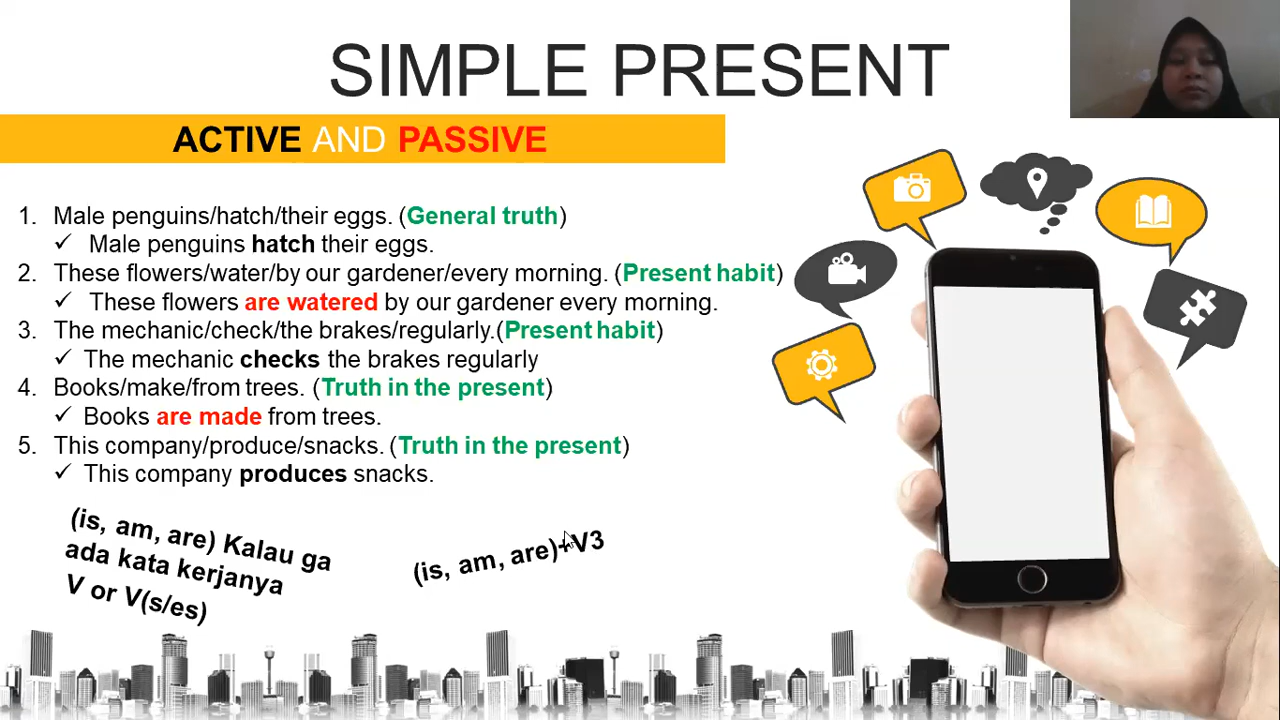 SIMPLE PRESENT
ACTIVE AND PASSIVE
1. Male penguins/hatch/their eggs. (General truth)
✓ Male penguins hatch their eggs.
2. These flowers/water/by our gardener/every morning. (Present habit)
✓ These flowers are watered by our gardener every morning.
3. The mechanic/check/the brakes/regularly.(Present habit)
✓ The mechanic checks the brakes regularly
4. Books/make/from trees. (Truth in the present)
✓ Books are made from trees.
5. This company/produce/snacks. (Truth in the present)
✓ This company produces snacks.
(is, am, are) Kalau ga
ada kata kerjanya
V or V(s/es)
(is, am, are)+V3